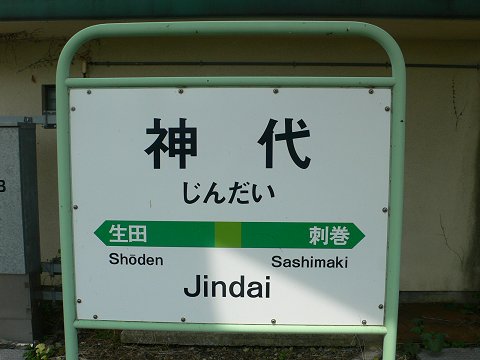 神代
じんだい
生田 刺巻
Shōden Sashimaki
Jindai